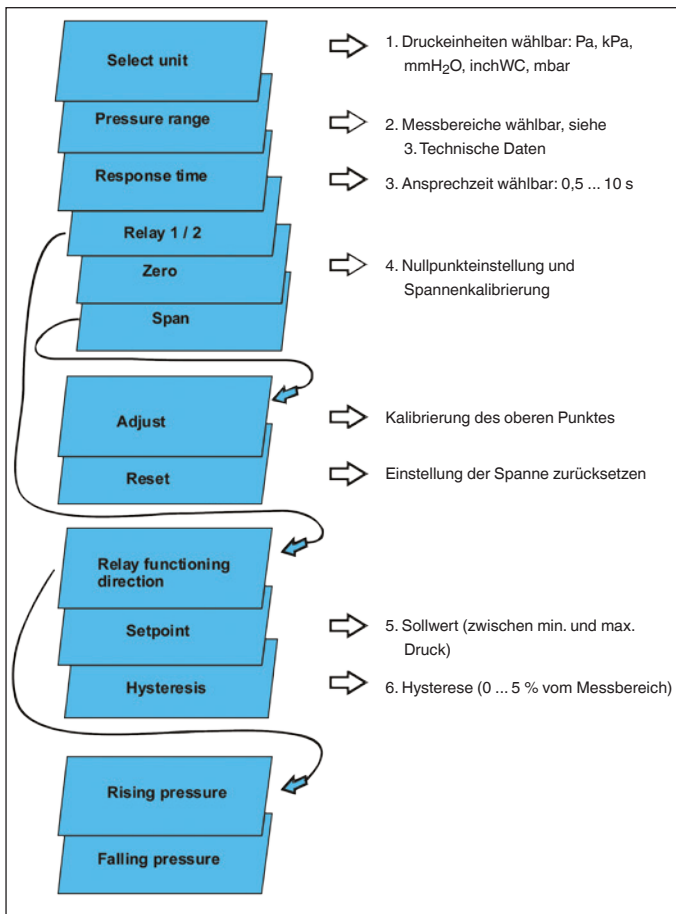 Select unit
1. Druckeinheiten wählbar: Pa, kPa,
mmH2O, inchWC, mbar
Pressure range
2. Messbereiche wählbar, siehe
3. Technische Daten
Response time
3. Ansprechzeit wählbar: 0,5 ... 10 s
Relay 1 / 2
Zero
4. Nullpunkteinstellung und
Spannenkalibrierung
Span
Adjust
Kalibrierung des oberen Punktes
Reset
Einstellung der Spanne zurücksetzen
Relay functioning
direction
Setpoint
5. Sollwert (zwischen min. und max.
Druck)
Hysteresis
6. Hysterese (0 ... 5 % vom Messbereich)
Rising pressure
Falling pressure